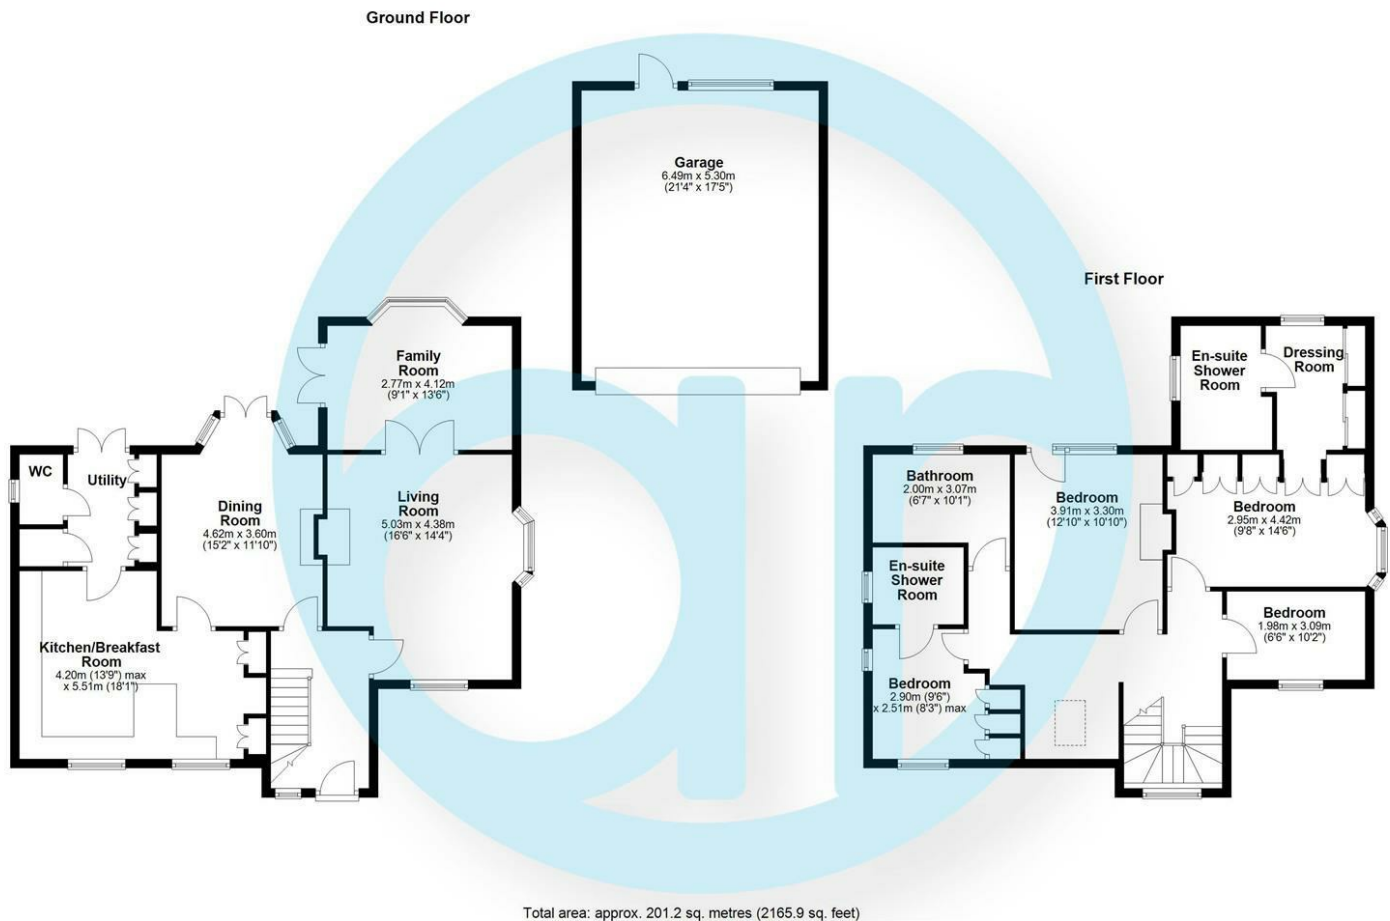 Ground Floor
Garage
6.49m x 5.30m
(21'4" x 17'5")
Family
Room
2.77m x 4.12m
(9'1" x 13'6")
WC
Utility
Dining
Room
4.62m x 3.60m
(15'2" x 11'10")
Living
Room
5.03m x 4.38m
(16'6" x 14'4")
Kitchen/Breakfast
Room
4.20m (13'9") max
x 5.51m (18'1")
First Floor
En-suite
Shower
Room
Dressing
Room
Bathroom
2.00m x 3.07m
(6'7" x 10'1")
Bedroom
3.91m x 3.30m
(12'10" x 10'10")
Bedroom
2.95m x 4.42m
(9'8" x 14'6")
En-suite
Shower
Room
Bedroom
1.98m x 3.09m
(6'6" x 10'2")
Bedroom
2.90m (9'6")
x 2.51m (8'3") max
Total area: approx. 201.2 sq. metres (2165.9 sq. feet)
ar